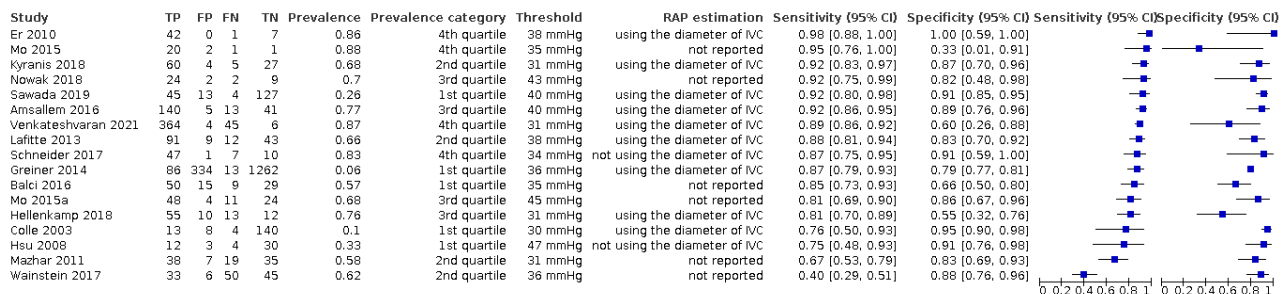 Study TP FP FN TN Prevalence Prevalence category Threshold RAP estimation Sensitivity (95% CI) Specificity (95% CI) Sensitivity (95% CI) Specificity (95% CI)
Er 2010 42 0 1 7 0.86 4th quartile 38 mmHg using the diameter of IVC 0.98 [0.88, 1.00] 1.00 [0.59, 1.00]
Mo 2015 20 2 1 1 0.88 4th quartile 35 mmHg not reported 0.95 [0.76, 1.00] 0.33 [0.01, 0.91]
Kyranis 2018 60 4 5 27 0.68 2nd quartile 31 mmHg using the diameter of IVC 0.92 [0.83, 0.97] 0.87 [0.70, 0.96]
Nowak 2018 24 2 2 9 0.7 3rd quartile 43 mmHg not reported 0.92 [0.75, 0.99] 0.82 [0.48, 0.98]
Sawada 2019 45 13 4 127 0.26 1st quartile 40 mmHg using the diameter of IVC 0.92 [0.80, 0.98] 0.91 [0.85, 0.95]
Amsallem 2016 140 5 13 41 0.77 3rd quartile 40 mmHg using the diameter of IVC 0.92 [0.86, 0.95] 0.89 [0.76, 0.96]
Venkateshvaran 2021 364 4 45 6 0.87 4th quartile 31 mmHg using the diameter of IVC 0.89 [0.86, 0.92] 0.60 [0.26, 0.88]
Lafitte 2013 91 9 12 43 0.66 2nd quartile 38 mmHg using the diameter of IVC 0.88 [0.81, 0.94] 0.83 [0.70, 0.92]
Schneider 2017 47 1 7 10 0.83 4th quartile 34 mmHg not using the diameter of IVC 0.87 [0.75, 0.95] 0.91 [0.59, 1.00]
Greiner 2014 86 334 13 1262 0.06 1st quartile 36 mmHg using the diameter of IVC 0.87 [0.79, 0.93] 0.79 [0.77, 0.81]
Balci 2016 50 15 9 29 0.57 1st quartile 35 mmHg not reported 0.85 [0.73, 0.93] 0.66 [0.50, 0.80]
Mo 2015a 48 4 11 24 0.68 3rd quartile 45 mmHg not reported 0.81 [0.69, 0.90] 0.86 [0.67, 0.96]
Hellenkamp 2018 55 10 13 12 0.76 3rd quartile 31 mmHg using the diameter of IVC 0.81 [0.70, 0.89] 0.55 [0.32, 0.76]
Colle 2003 13 8 4 140 0.1 1st quartile 30 mmHg using the diameter of IVC 0.76 [0.50, 0.93] 0.95 [0.90, 0.98]
Hsu 2008 12 3 4 30 0.33 1st quartile 47 mmHg not using the diameter of IVC 0.75 [0.48, 0.93] 0.91 [0.76, 0.98]
Mazhar 2011 38 7 19 35 0.58 2nd quartile 31 mmHg not reported 0.67 [0.53, 0.79] 0.83 [0.69, 0.93]
Wainstein 2017 33 6 50 45 0.62 2nd quartile 36 mmHg not reported 0.40 [0.29, 0.51] 0.88 [0.76, 0.96]
0 0.2 0.4 0.6 0.8 1 0 0.2 0.4 0.6 0.8 1